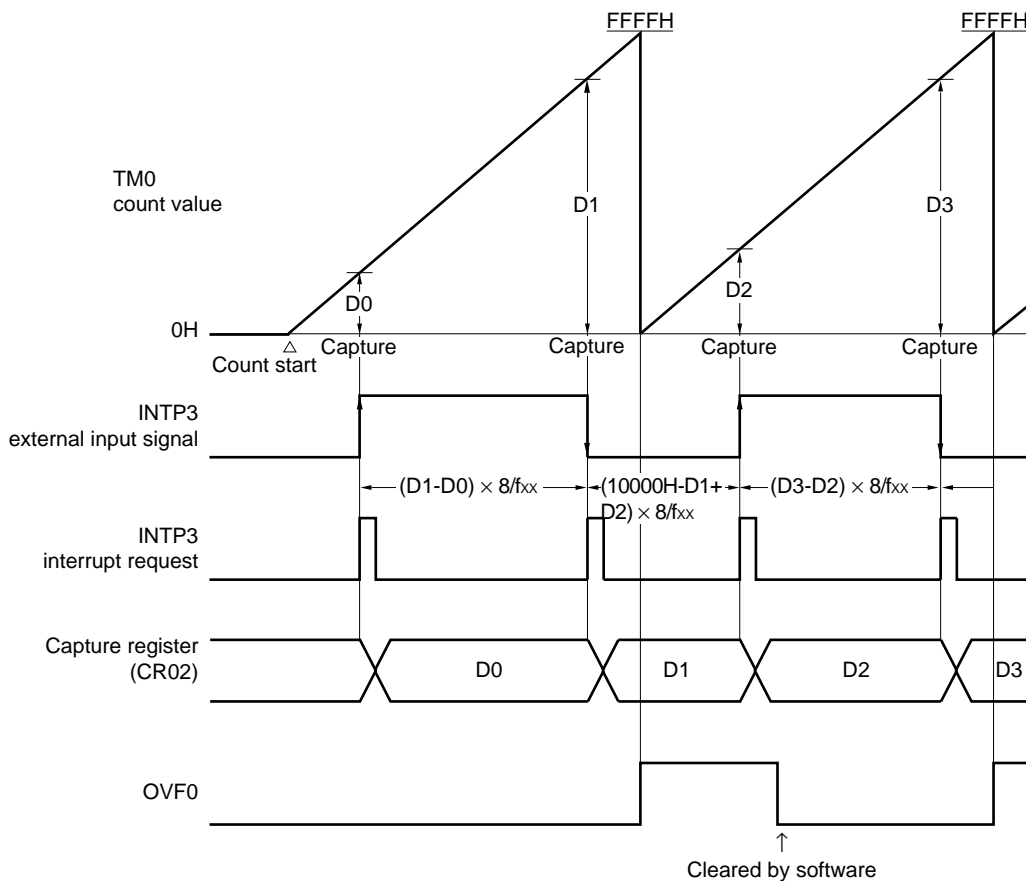 FFFFH
FFFFH
TM0
count value
D1
D3
D0
D2
0H
Capture
Capture
Capture
Capture
Count start
INTP3
external input signal
(D1-D0) × 8/fXX
(10000H-D1+
D2) × 8/fXX
(D3-D2) × 8/fXX
INTP3
interrupt request
Capture register
(CR02)
D0
D1
D2
D3
OVF0
Cleared by software